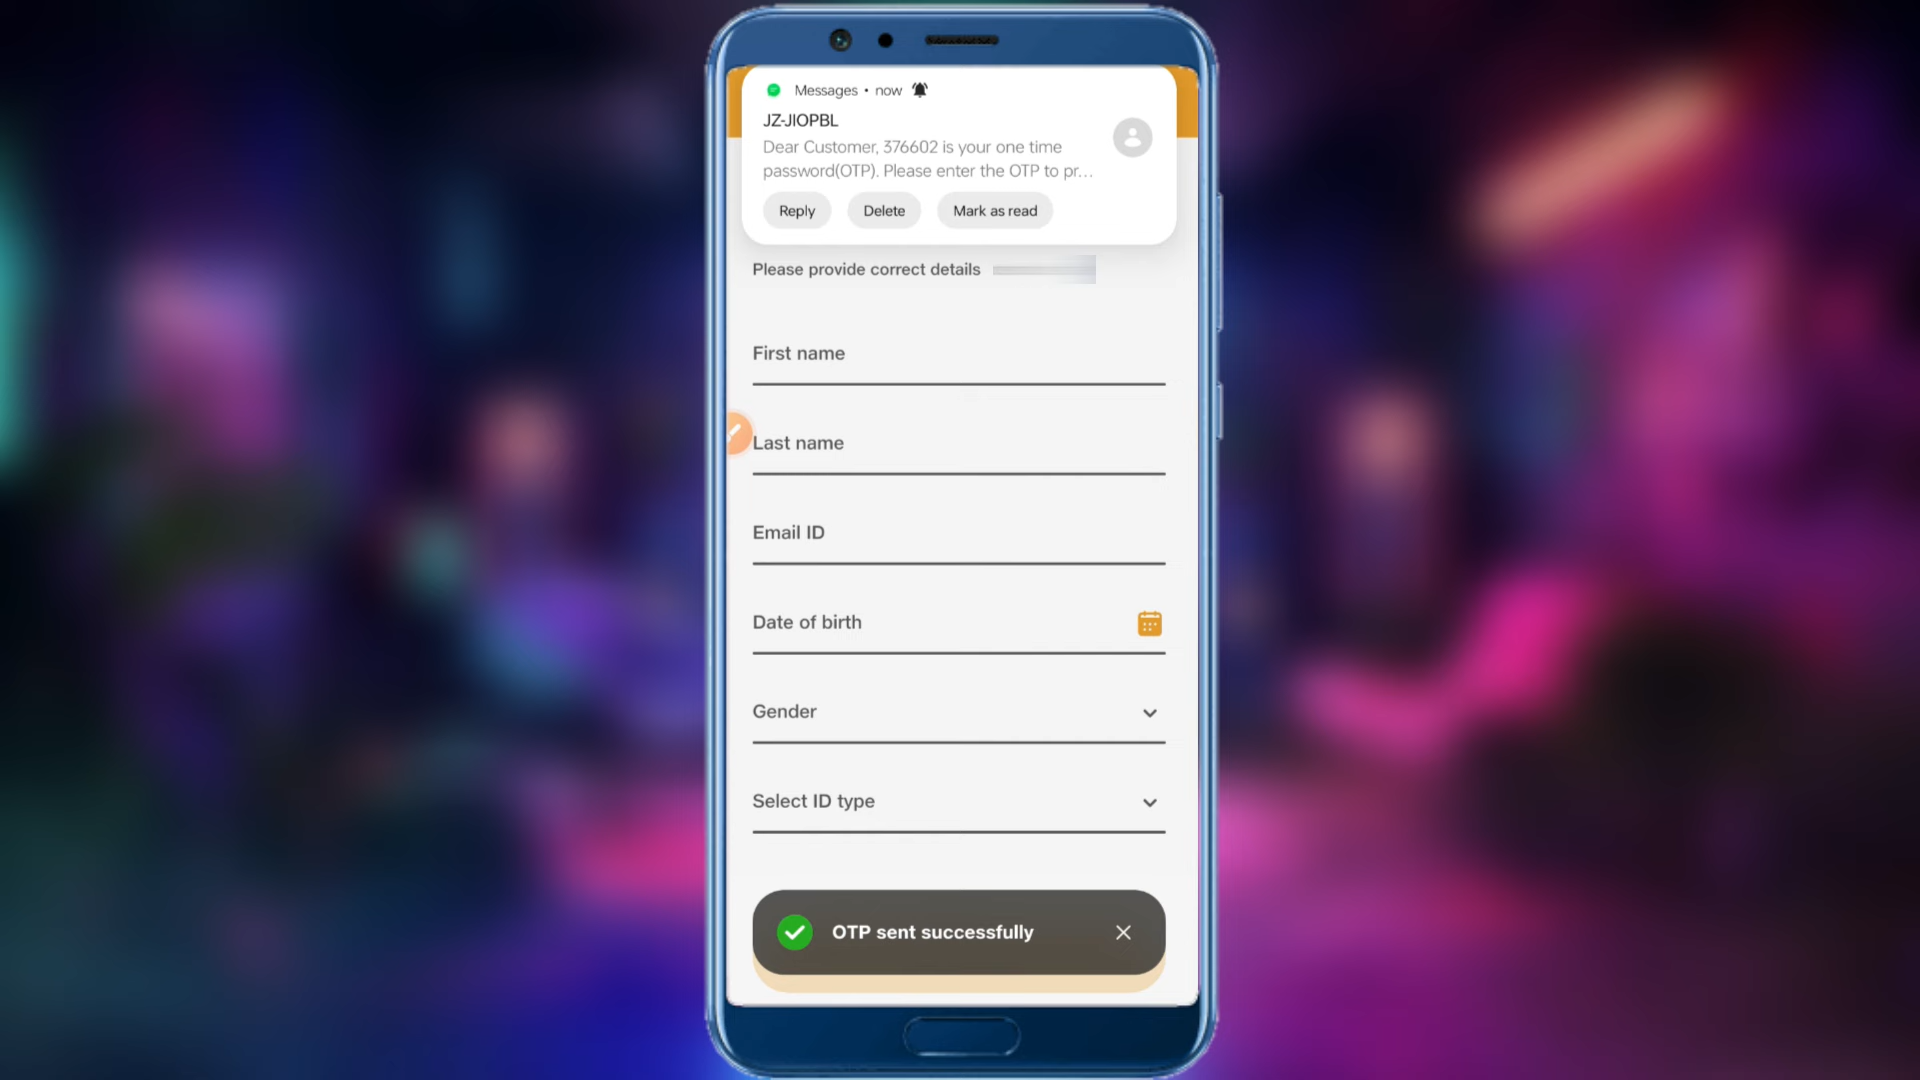 Messages • now
JZ-JIOPBL
Dear Customer, 376602 is your one time
password(OTP). Please enter the OTP to pr...
Reply Delete Mark as read
Please provide correct details
First name
Last name
Email ID
Date of birth
Gender
Select ID type
OTP sent successfully